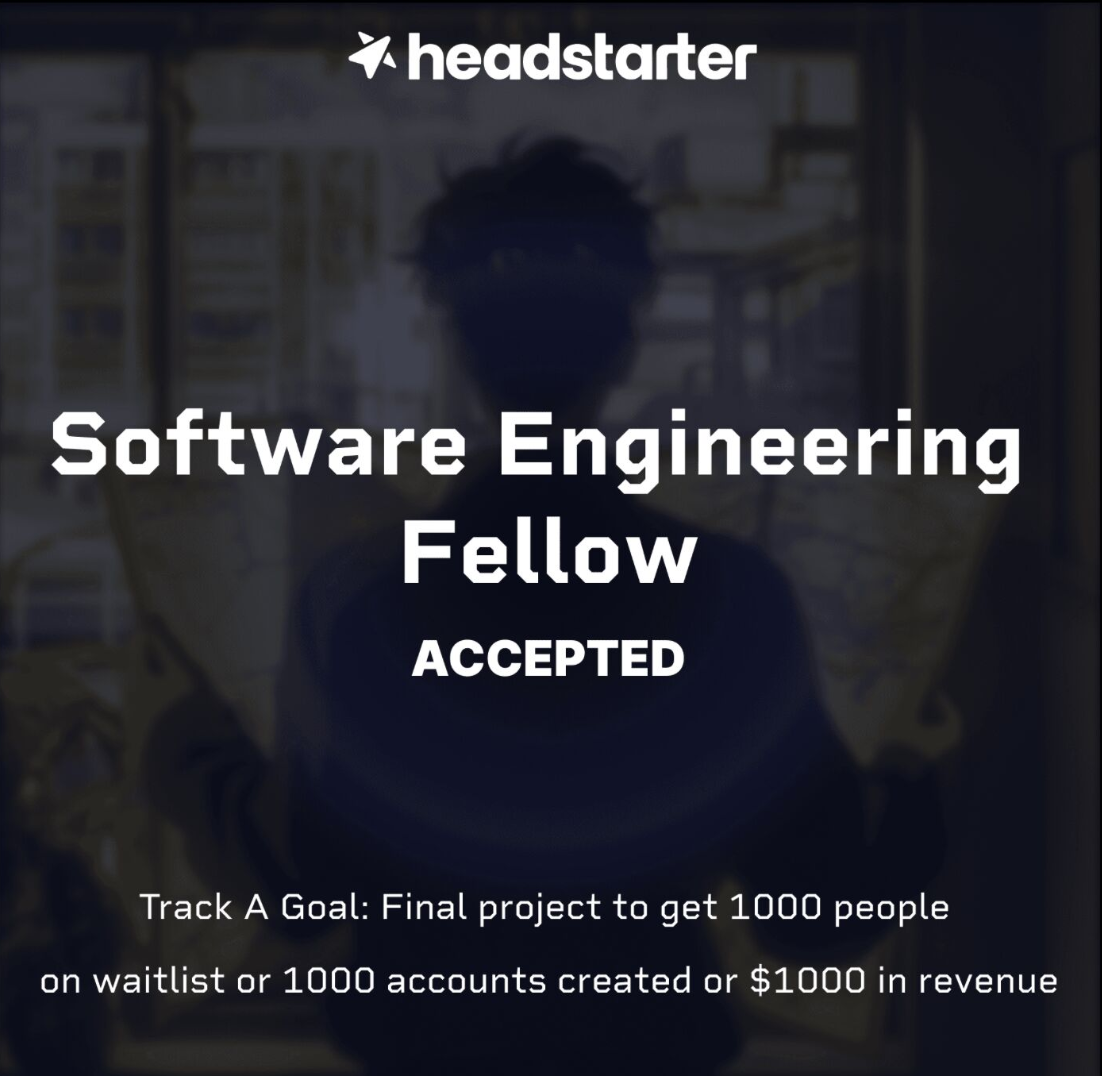 headstarter
Software Engineering
Fellow
ACCEPTED
Track A Goal: Final project to get 1000 people
on waitlist or 1000 accounts created or $1000 in revenue